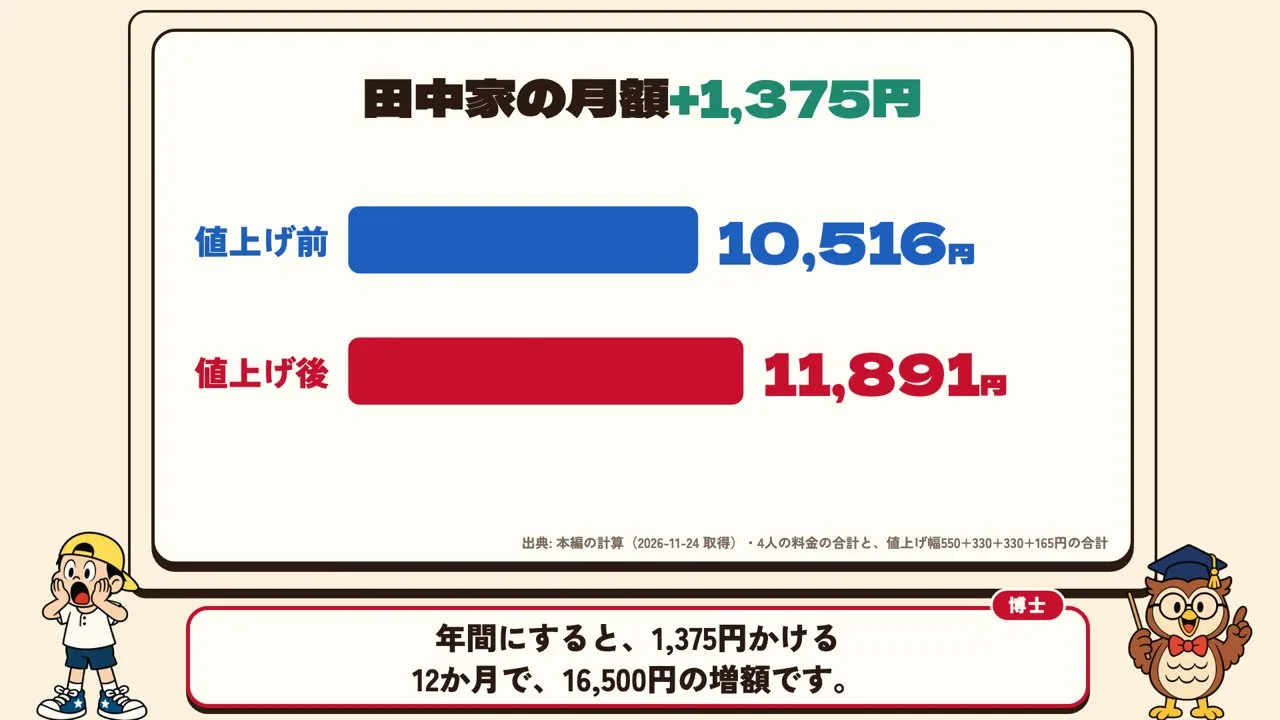 田中家の月額+1,375円
値上げ前 10,516円
値上げ後 11,891円
出典: 本編の計算（2026-11-24 取得）・4人の料金の合計と、値上げ幅550+330+330+165円の合計
博士
年間にすると、1,375円かける
12か月で、16,500円の増額です。